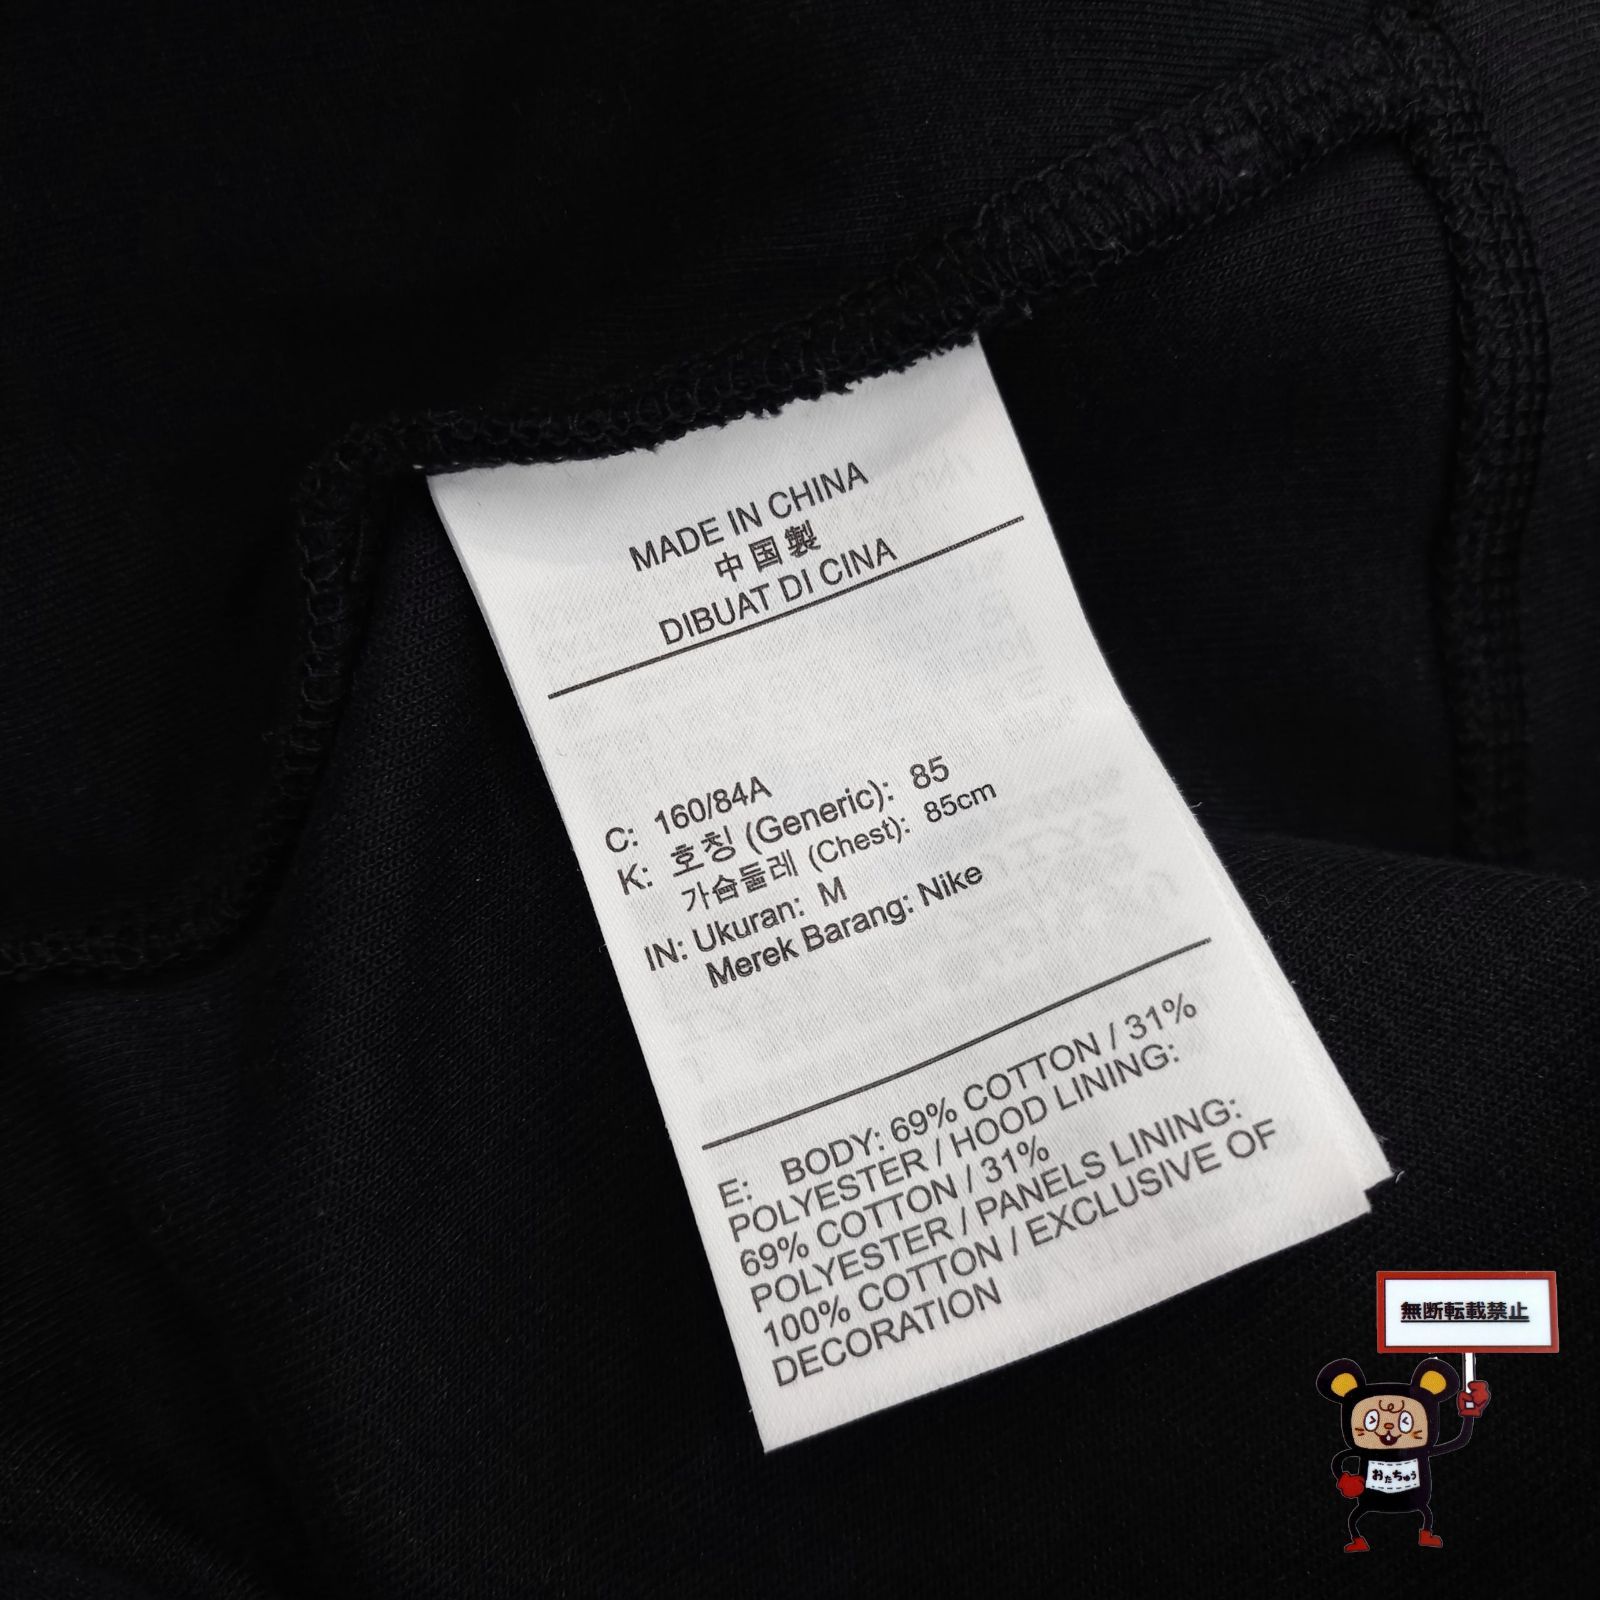 MADE IN CHINA
中国製
DIBUAT DI CINA
C: 160/84A
K: 호칭 (Generic): 85
가슴둘레 (Chest): 85cm
IN: Ukuran: M
Merek Barang: Nike
E: BODY: 69% COTTON / 31%
POLYESTER / HOOD LINING:
69% COTTON / 31%
POLYESTER / PANELS LINING:
100% COTTON / EXCLUSIVE OF
DECORATION
無断転載禁止
おたちゅう